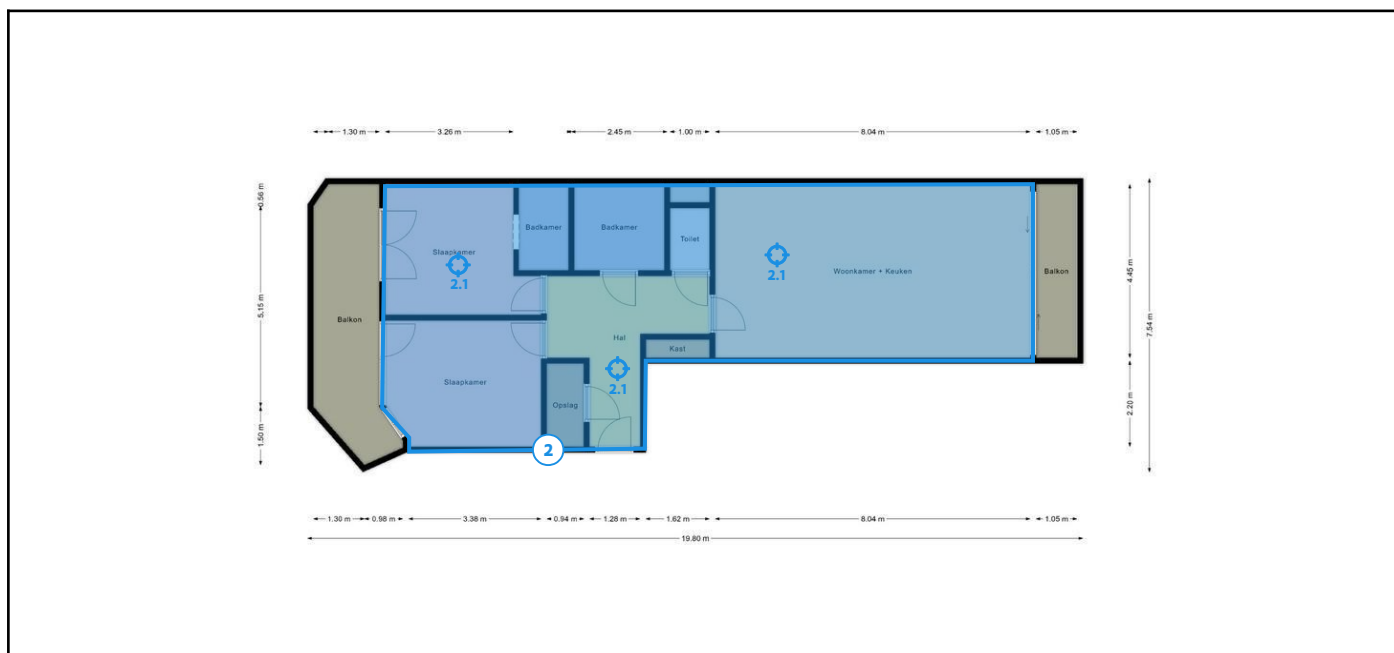 1.30 m
3.26 m
2.45 m
1.00 m
8.04 m
1.05 m
0.56 m
5.15 m
1.50 m
Badkamer
Badkamer
Toilet
Slaapkamer
2.1
2.1
Woonkamer + Keuken
Balkon
Balkon
Hal
Kast
2.1
Slaapkamer
Opslag
2
4.45 m
7.54 m
2.20 m
1.30 m
0.98 m
3.38 m
0.94 m
1.28 m
1.62 m
8.04 m
1.05 m
19.80 m